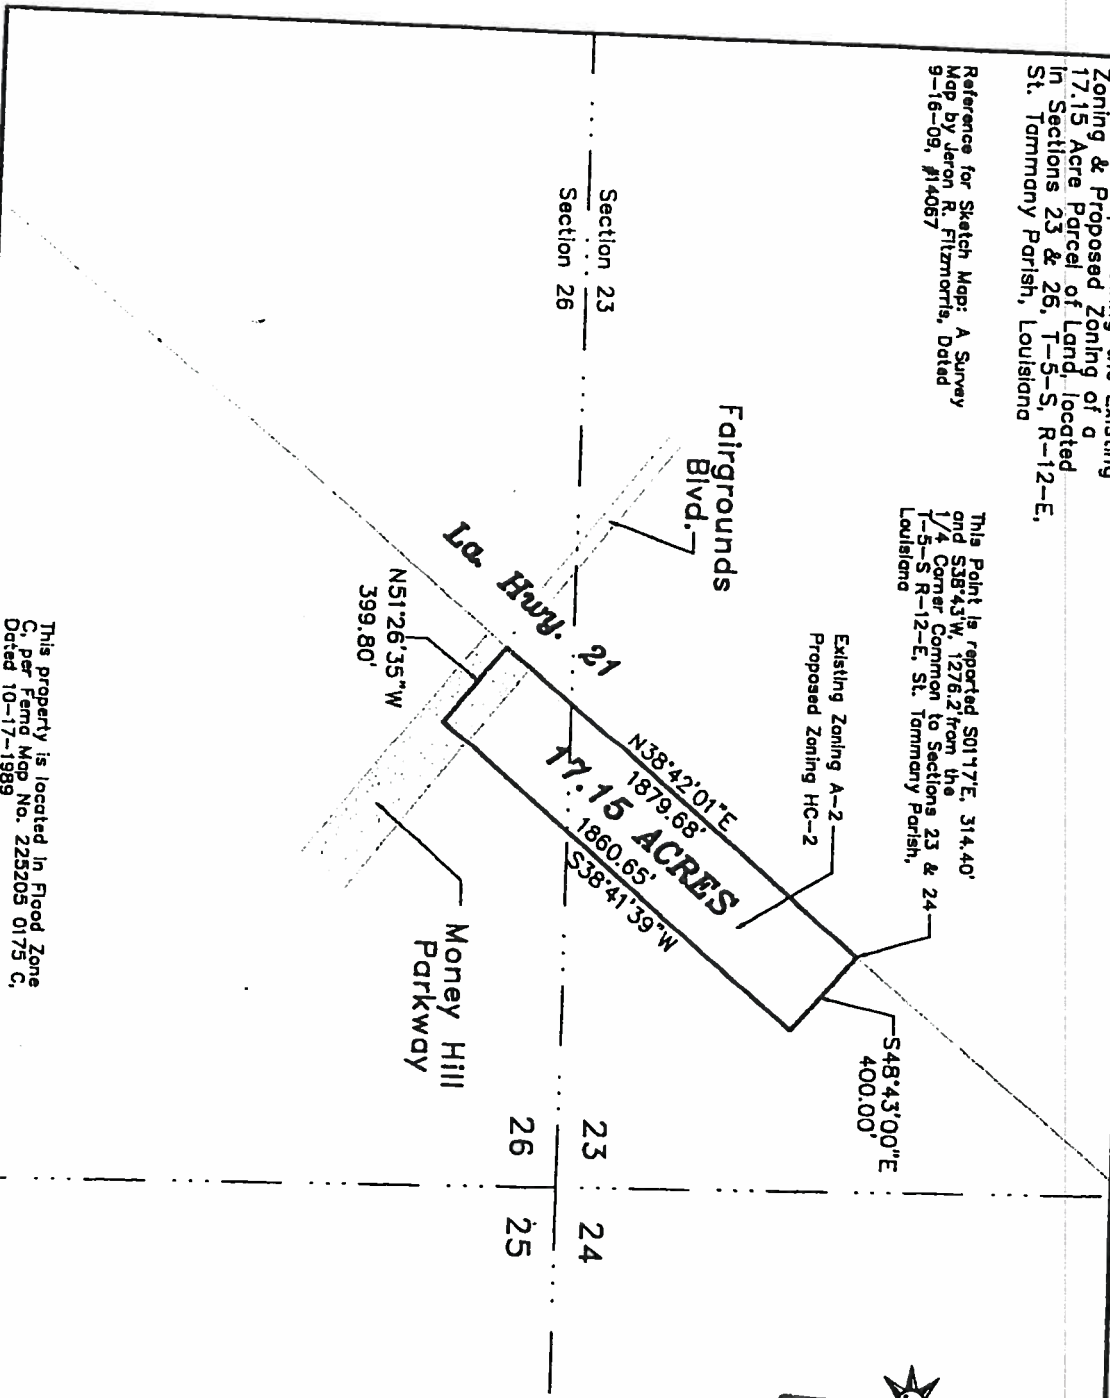 Zoning & Proposed Zoning of a
17.15 Acre Parcel of Land, located
in Sections 23 & 26, T-5-S, R-12-E,
St. Tammany Parish, Louisiana
Reference for Sketch Map: A Survey
Map by Jeron R. Fitzmorris, Dated
9-16-09, #14067
This Point is reported S01°17'E, 314.40'
and S38°43'W, 1276.2' from the
1/4 Corner Common to Sections 23 & 24
T-5-S R-12-E, St. Tammany Parish,
Louisiana
Existing Zoning A-2
Proposed Zoning HC-2
S48°43'00"E
400.00'
Section 23
Section 26
Fairgrounds
Blvd.
La. Hwy. 21
N38°42'01"E
1879.68'
17.15 ACRES
1860.65'
S38°41'39"W
N51°26'35"W
399.80'
Money Hill
Parkway
23
24
26
25
This property is located in Flood Zone
C, per Fema Map No. 225205 0175 C,
Dated 10-17-1989